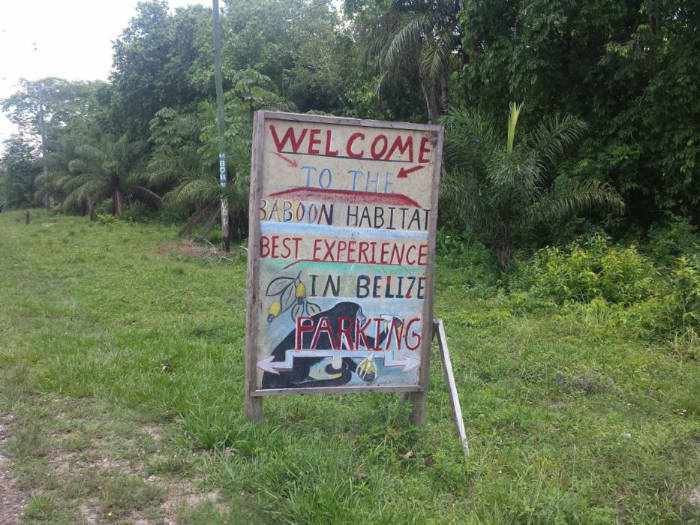 WELCOME
TO THE
BABOON HABITAT
BEST EXPERIENCE
IN BELIZE
PARKING